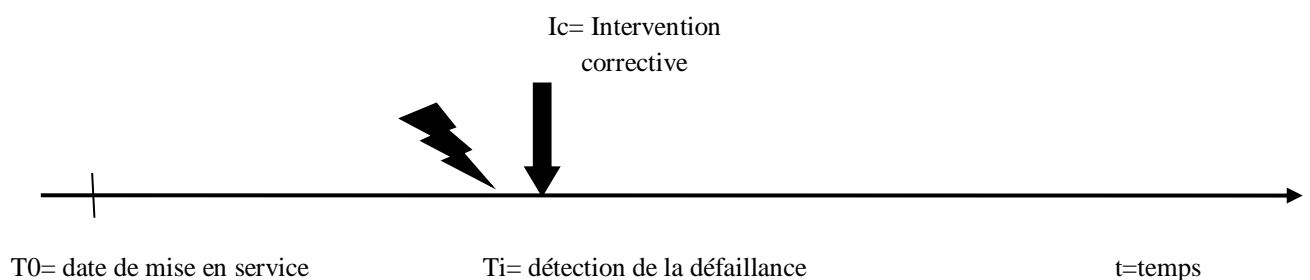 Ic= Intervention
corrective
T0= date de mise en service
Ti= détection de la défaillance
t=temps